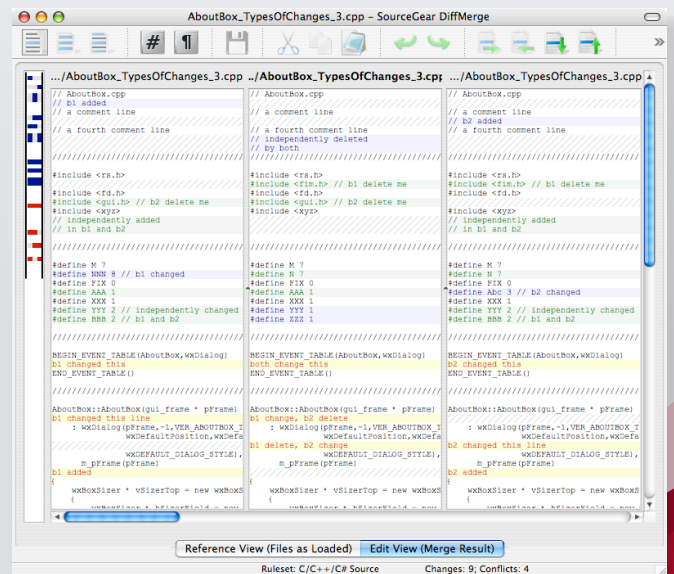 AboutBox_TypesOfChanges_3.cpp – SourceGear DiffMerge
# ¶ »
.../AboutBox_TypesOfChanges_3.cpp
// AboutBox.cpp
// b1 added
// a comment line
// a fourth comment line
////////////////////////////////
#include <rs.h>
#include <fd.h>
#include <gui.h> // b2 delete me
#include <xyz>
// independently added
// in b1 and b2
////////////////////////////////
#define M 7
#define NNN 8 // b1 changed
#define FIX 0
#define AAA 1
#define XXX 1
#define YYY 2 // independently changed
#define BBB 2 // b1 and b2
////////////////////////////////
BEGIN_EVENT_TABLE(AboutBox,wxDialog)
b1 changed this
END_EVENT_TABLE()
////////////////////////////////
AboutBox::AboutBox(gui_frame * pFrame)
b1 changed this line
: wxDialog(pFrame,-1,VER_ABOUTBOX_T
wxDefaultPosition,wxDefa
wxDEFAULT_DIALOG_STYLE),
m_pFrame(pFrame)
b1 added
{
wxBoxSizer * vSizerTop = new wxBoxS
{
../AboutBox_TypesOfChanges_3.cpp
// AboutBox.cpp
// a comment line
// a fourth comment line
// independently deleted
// by both
////////////////////////////////
#include <rs.h>
#include <fim.h> // b1 delete me
#include <fd.h>
#include <gui.h> // b2 delete me
#include <xyz>
////////////////////////////////
#define M 7
#define N 7
#define FIX 0
#define AAA 1
#define XXX 1
#define YYY 1
#define ZZZ 1
////////////////////////////////
BEGIN_EVENT_TABLE(AboutBox,wxDialog)
both change this
END_EVENT_TABLE()
////////////////////////////////
AboutBox::AboutBox(gui_frame * pFrame)
b1 change, b2 delete
: wxDialog(pFrame,-1,VER_ABOUTBOX_T
wxDefaultPosition,wxDefa
b1 delete, b2 change
wxDEFAULT_DIALOG_STYLE),
m_pFrame(pFrame)
{
wxBoxSizer * vSizerTop = new wxBoxS
{
.../AboutBox_TypesOfChanges_3.cpp
// AboutBox.cpp
// a comment line
// b2 added
// a fourth comment line
////////////////////////////////
#include <rs.h>
#include <fim.h> // b1 delete me
#include <fd.h>
#include <xyz>
// independently added
// in b1 and b2
////////////////////////////////
#define M 7
#define N 7
#define FIX 0
#define Abc 3 // b2 changed
#define XXX 1
#define YYY 2 // independently changed
#define BBB 2 // b1 and b2
////////////////////////////////
BEGIN_EVENT_TABLE(AboutBox,wxDialog)
b2 changed this
END_EVENT_TABLE()
////////////////////////////////
AboutBox::AboutBox(gui_frame * pFrame)
: wxDialog(pFrame,-1,VER_ABOUTBOX_T
wxDefaultPosition,wxDefa
b2 changed this line
wxDEFAULT_DIALOG_STYLE),
m_pFrame(pFrame)
b2 added
{
wxBoxSizer * vSizerTop = new wxBoxS
{
Reference View (Files as Loaded) Edit View (Merge Result)
Ruleset: C/C++/C# Source Changes: 9; Conflicts: 4